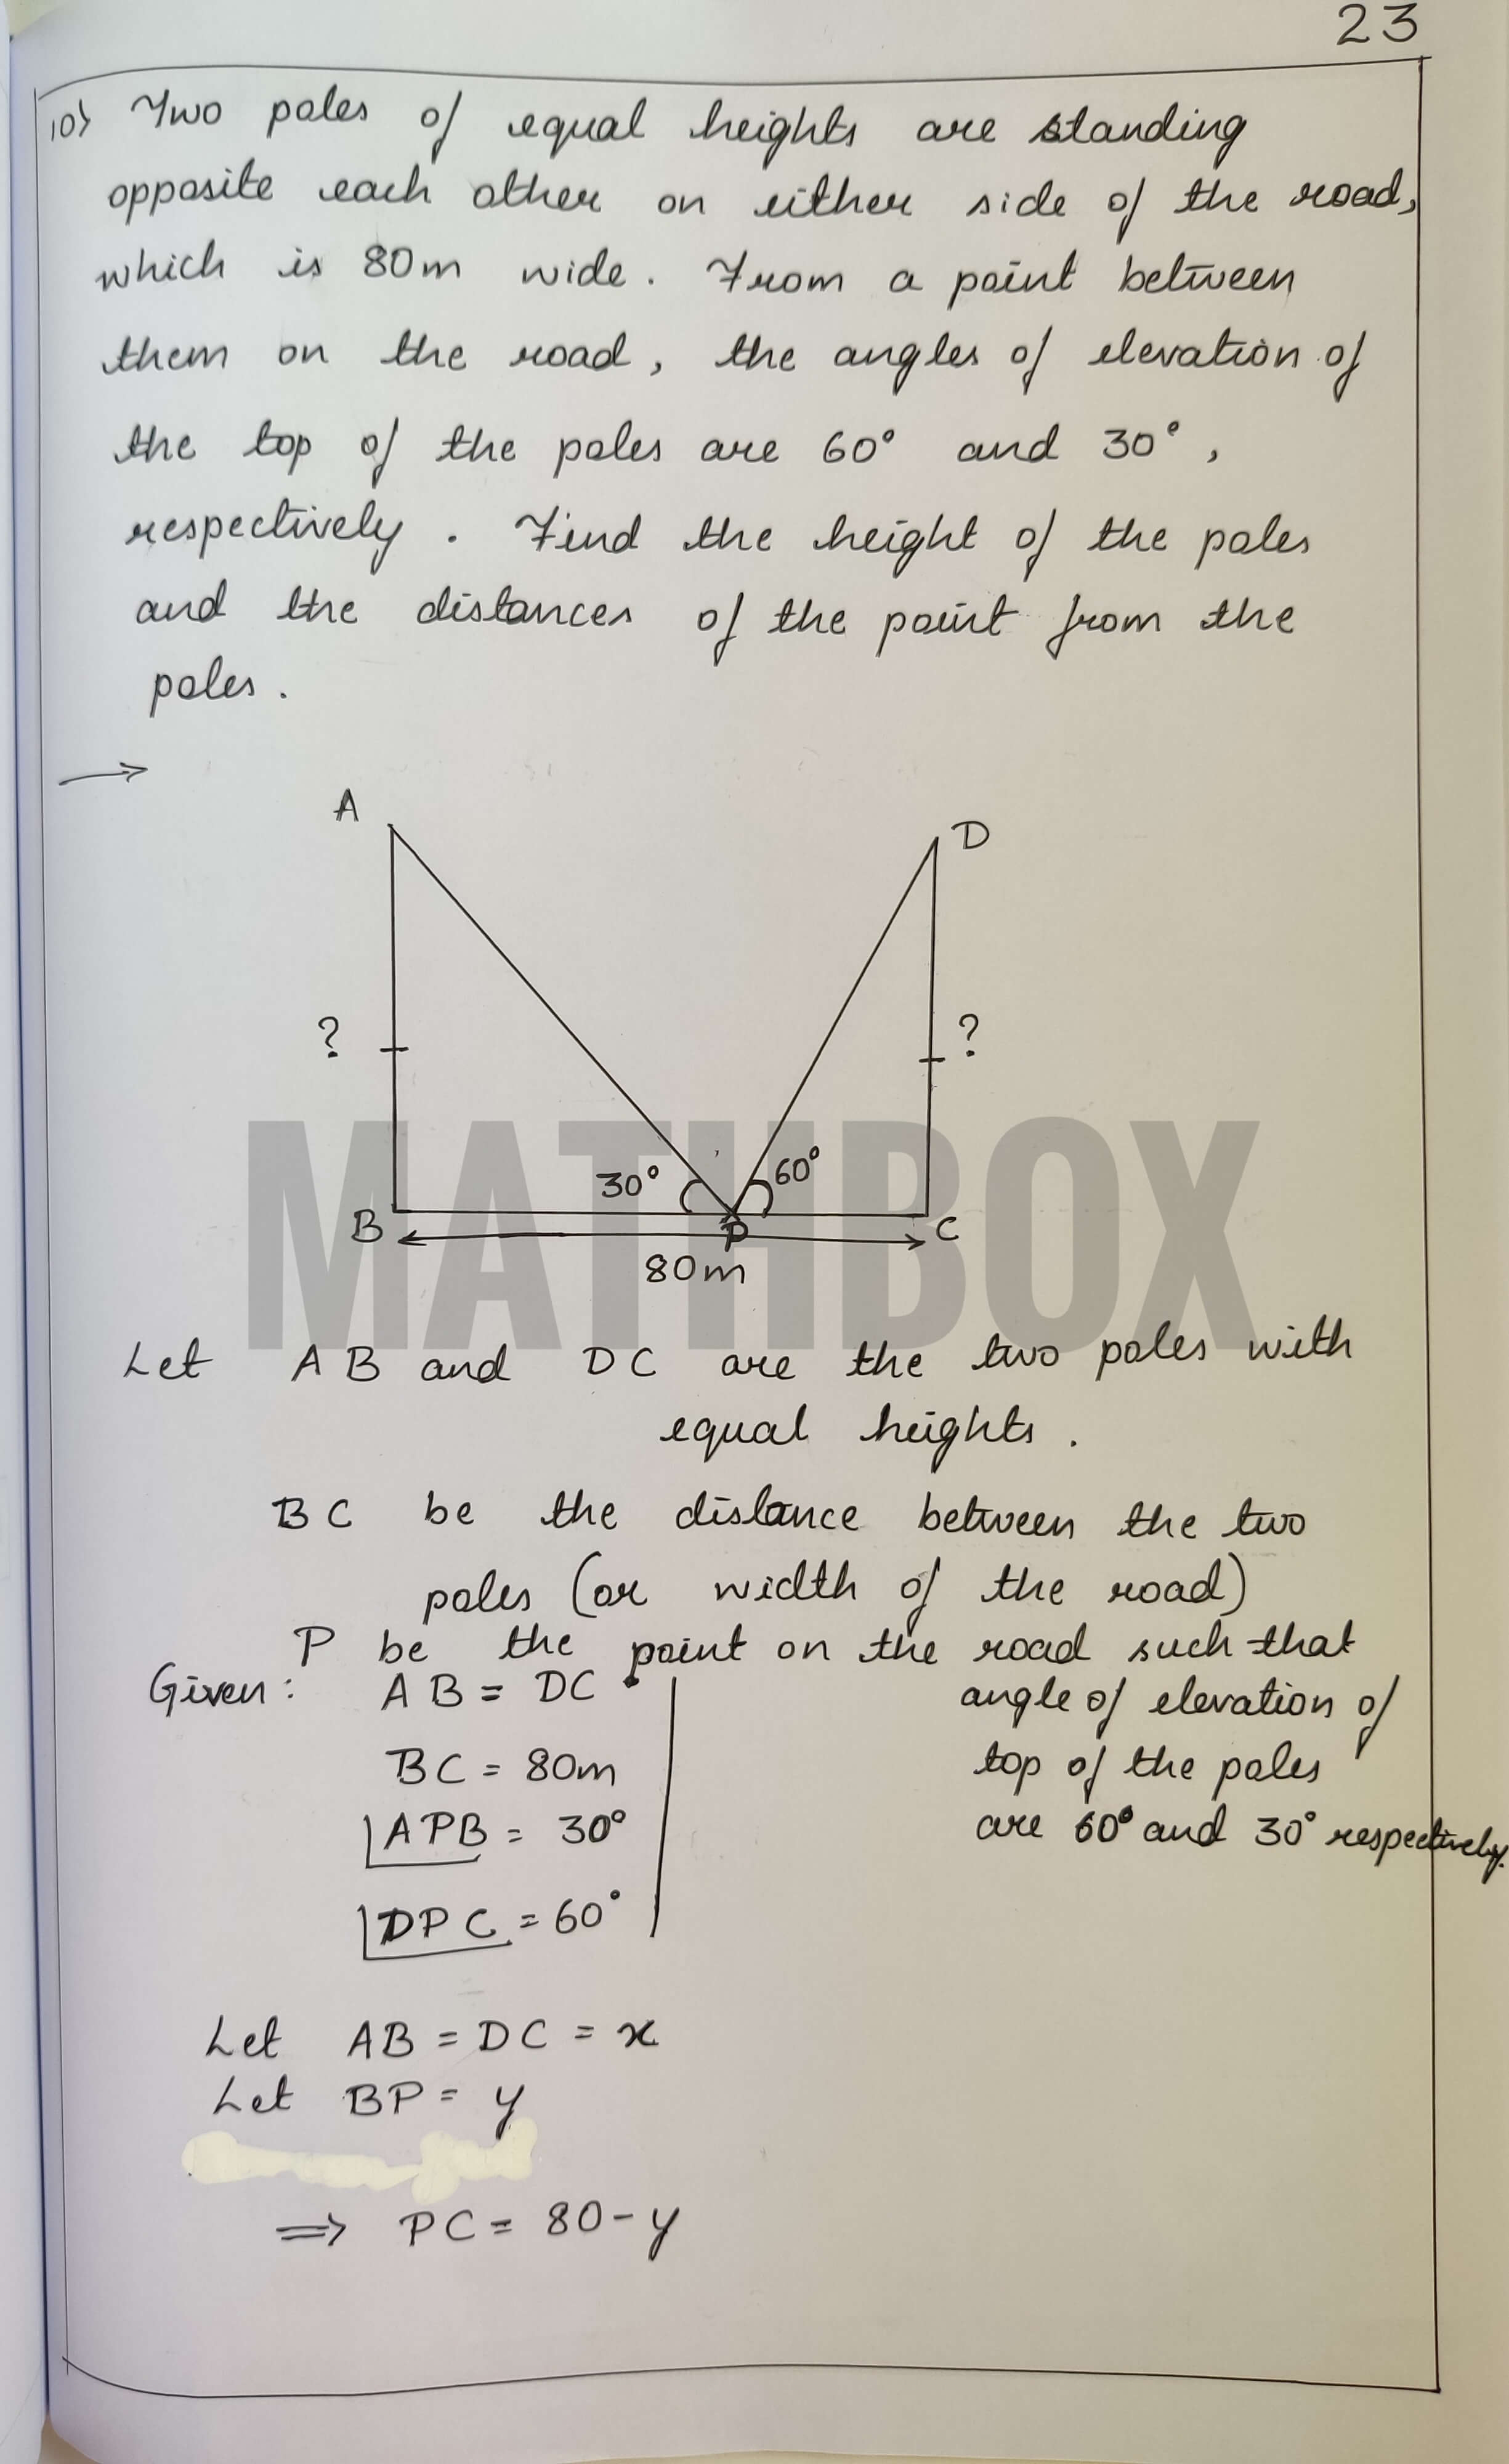 23
10) Two poles of equal heights are standing
opposite each other on either side of the road,
which is 80m wide. From a point between
them on the road, the angles of elevation of
the top of the poles are 60° and 30°,
respectively. Find the height of the poles
and the distances of the point from the
poles.
→
A
D
?
?
30°
60°
B
P
C
80m
MATHBOX
Let AB and DC are the two poles with
equal heights.
BC be the distance between the two
poles (or width of the road)
P be the point on the road such that
angle of elevation of
top of the poles
are 60° and 30° respectively.
Given: AB = DC
BC = 80m
∠APB = 30°
∠DPC = 60°
Let AB = DC = x
Let BP = y
⇒ PC = 80-y